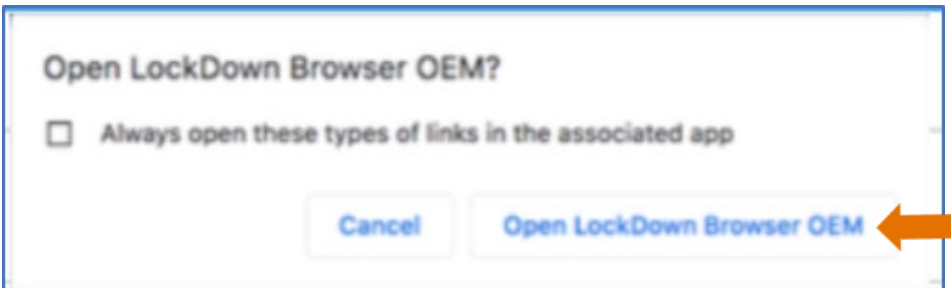 Open LockDown Browser OEM?
Always open these types of links in the associated app
Cancel Open LockDown Browser OEM